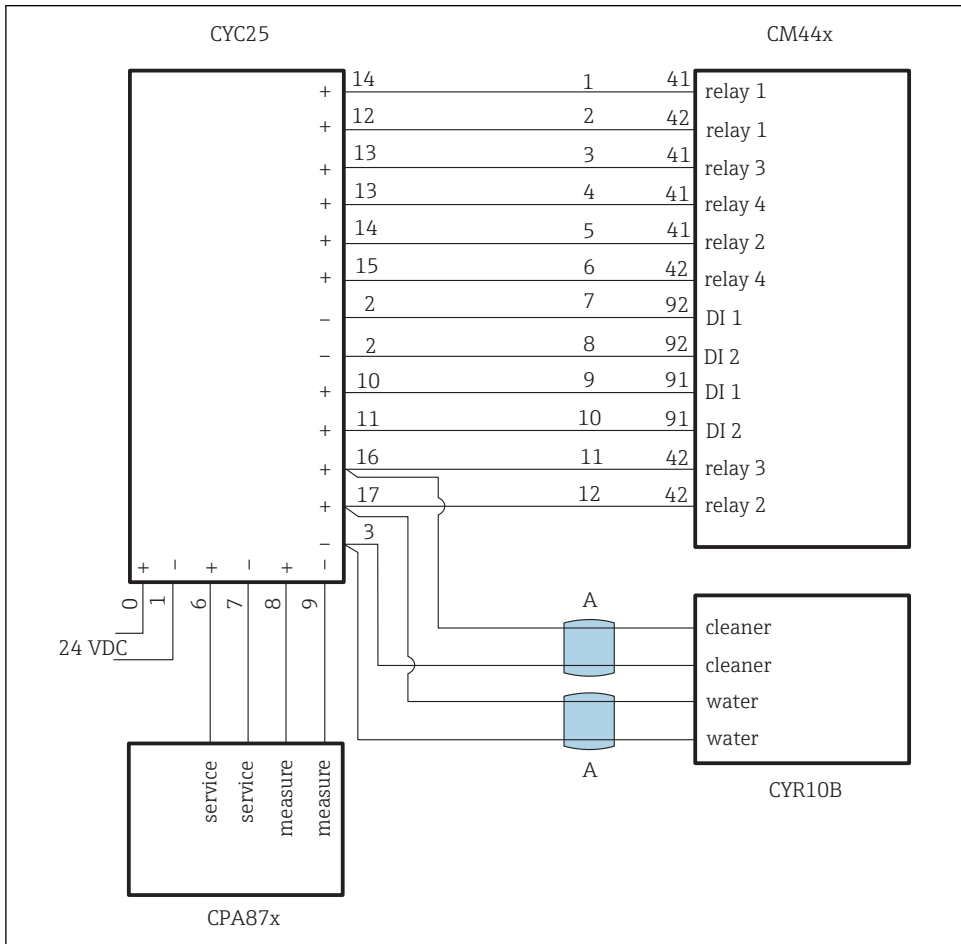 CYC25 CM44x
+ 14 1 41 relay 1
+ 12 2 42 relay 1
+ 13 3 41 relay 3
+ 13 4 41 relay 4
+ 14 5 41 relay 2
+ 15 6 42 relay 4
– 2 7 92 DI 1
– 2 8 92 DI 2
+ 10 9 91 DI 1
+ 11 10 91 DI 2
+ 16 11 42 relay 3
+ 17 12 42 relay 2
– 3
+ – + – + –
0 1 6 7 8 9
24 VDC
A
cleaner
cleaner
water
water
A
CYR10B
service
service
measure
measure
CPA87x